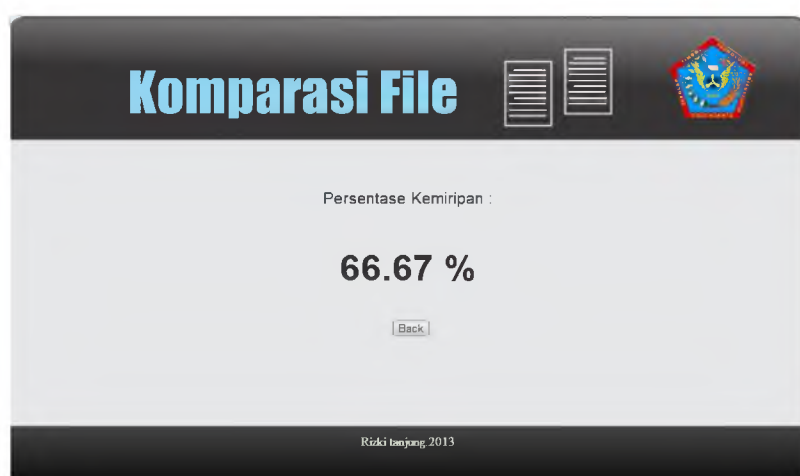 Komparasi File
Persentase Kemiripan :
66.67 %
Back
Rizki tanjung 2013